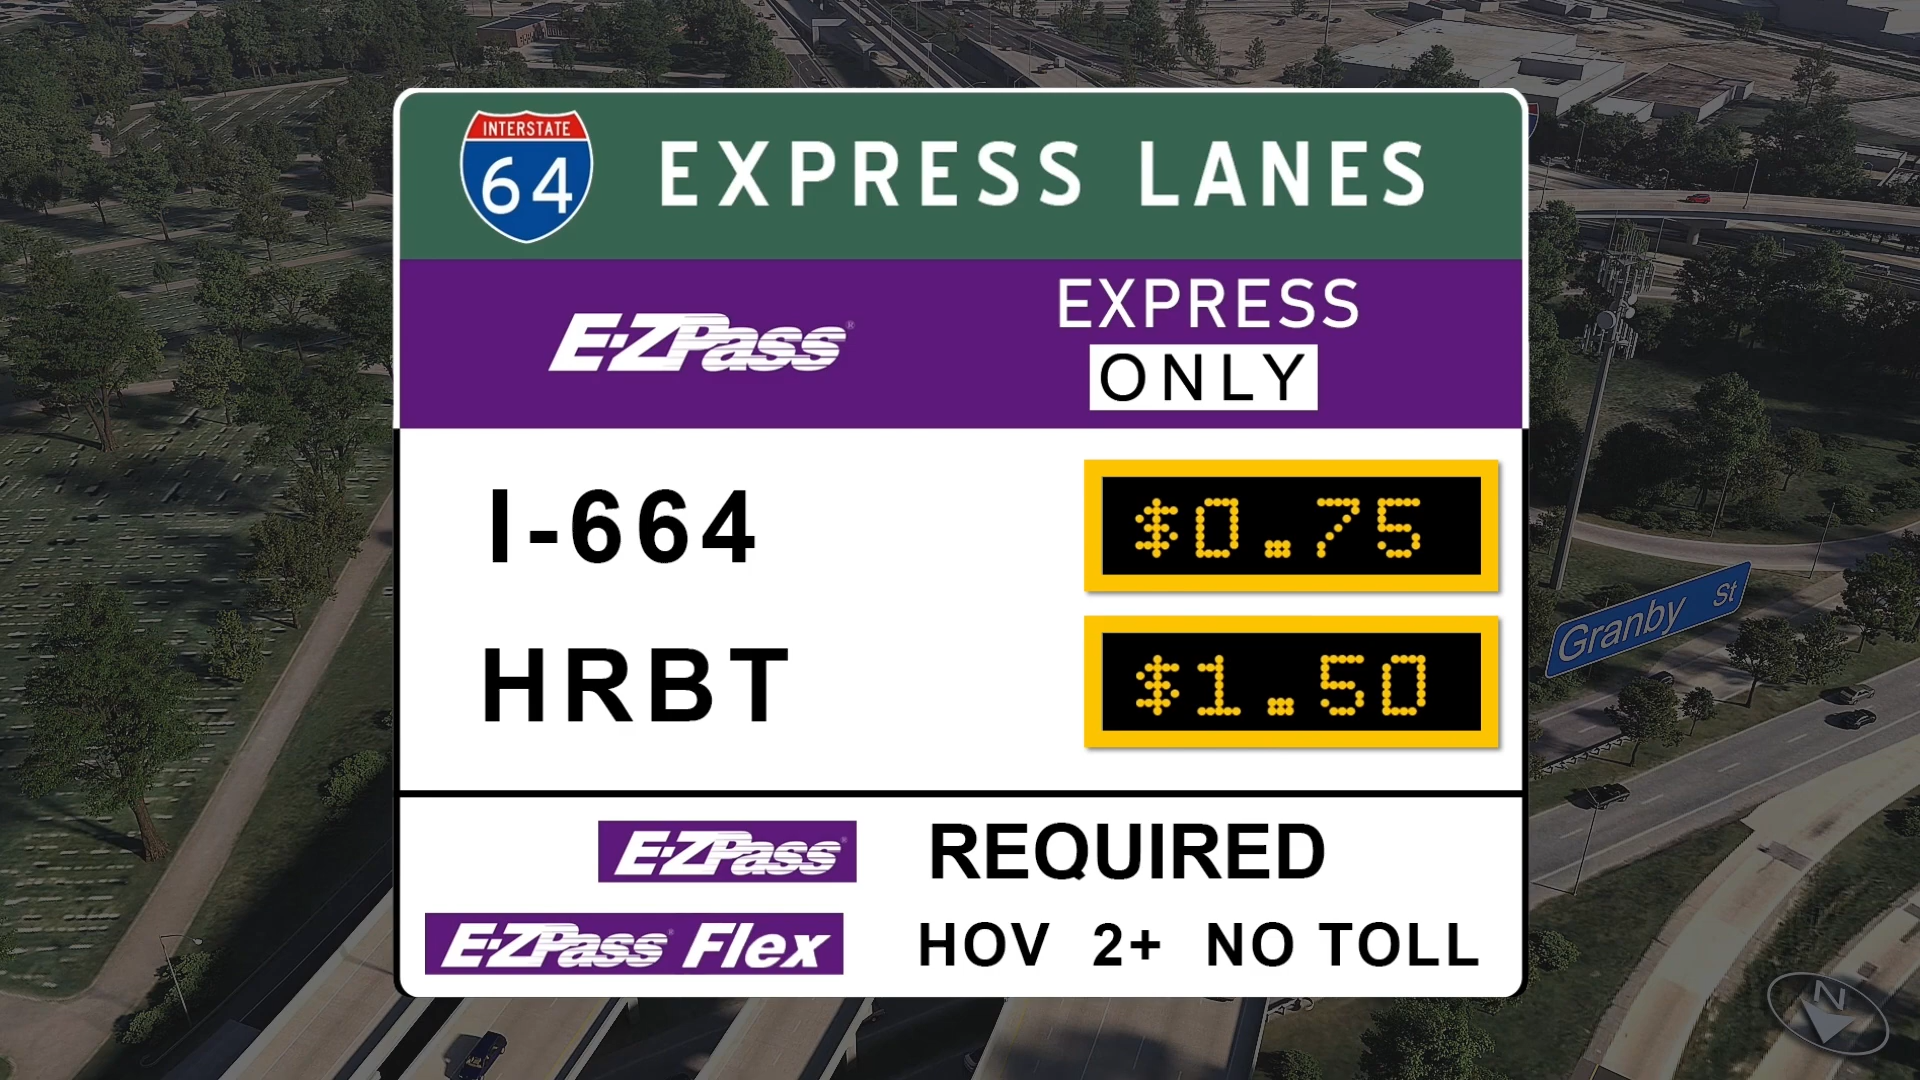 INTERSTATE
64
EXPRESS LANES
E-ZPass®
EXPRESS
ONLY
I-664 $0.75
HRBT $1.50
E-ZPass® REQUIRED
E-ZPass® Flex HOV 2+ NO TOLL
Granby St
N